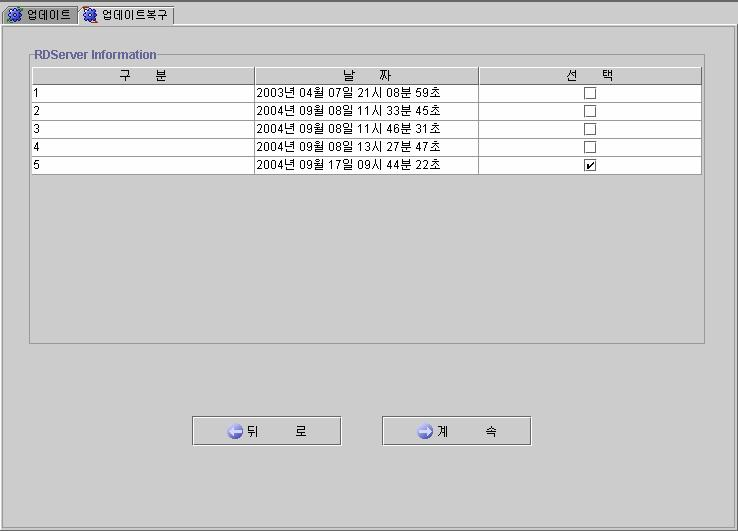 업데이트 업데이트복구
RDServer Information
구 분 날 짜 선 택
1 2003년 04월 07일 21시 08분 59초
2 2004년 09월 08일 11시 33분 45초
3 2004년 09월 08일 11시 46분 31초
4 2004년 09월 08일 13시 27분 47초
5 2004년 09월 17일 09시 44분 22초
뒤 로 계 속